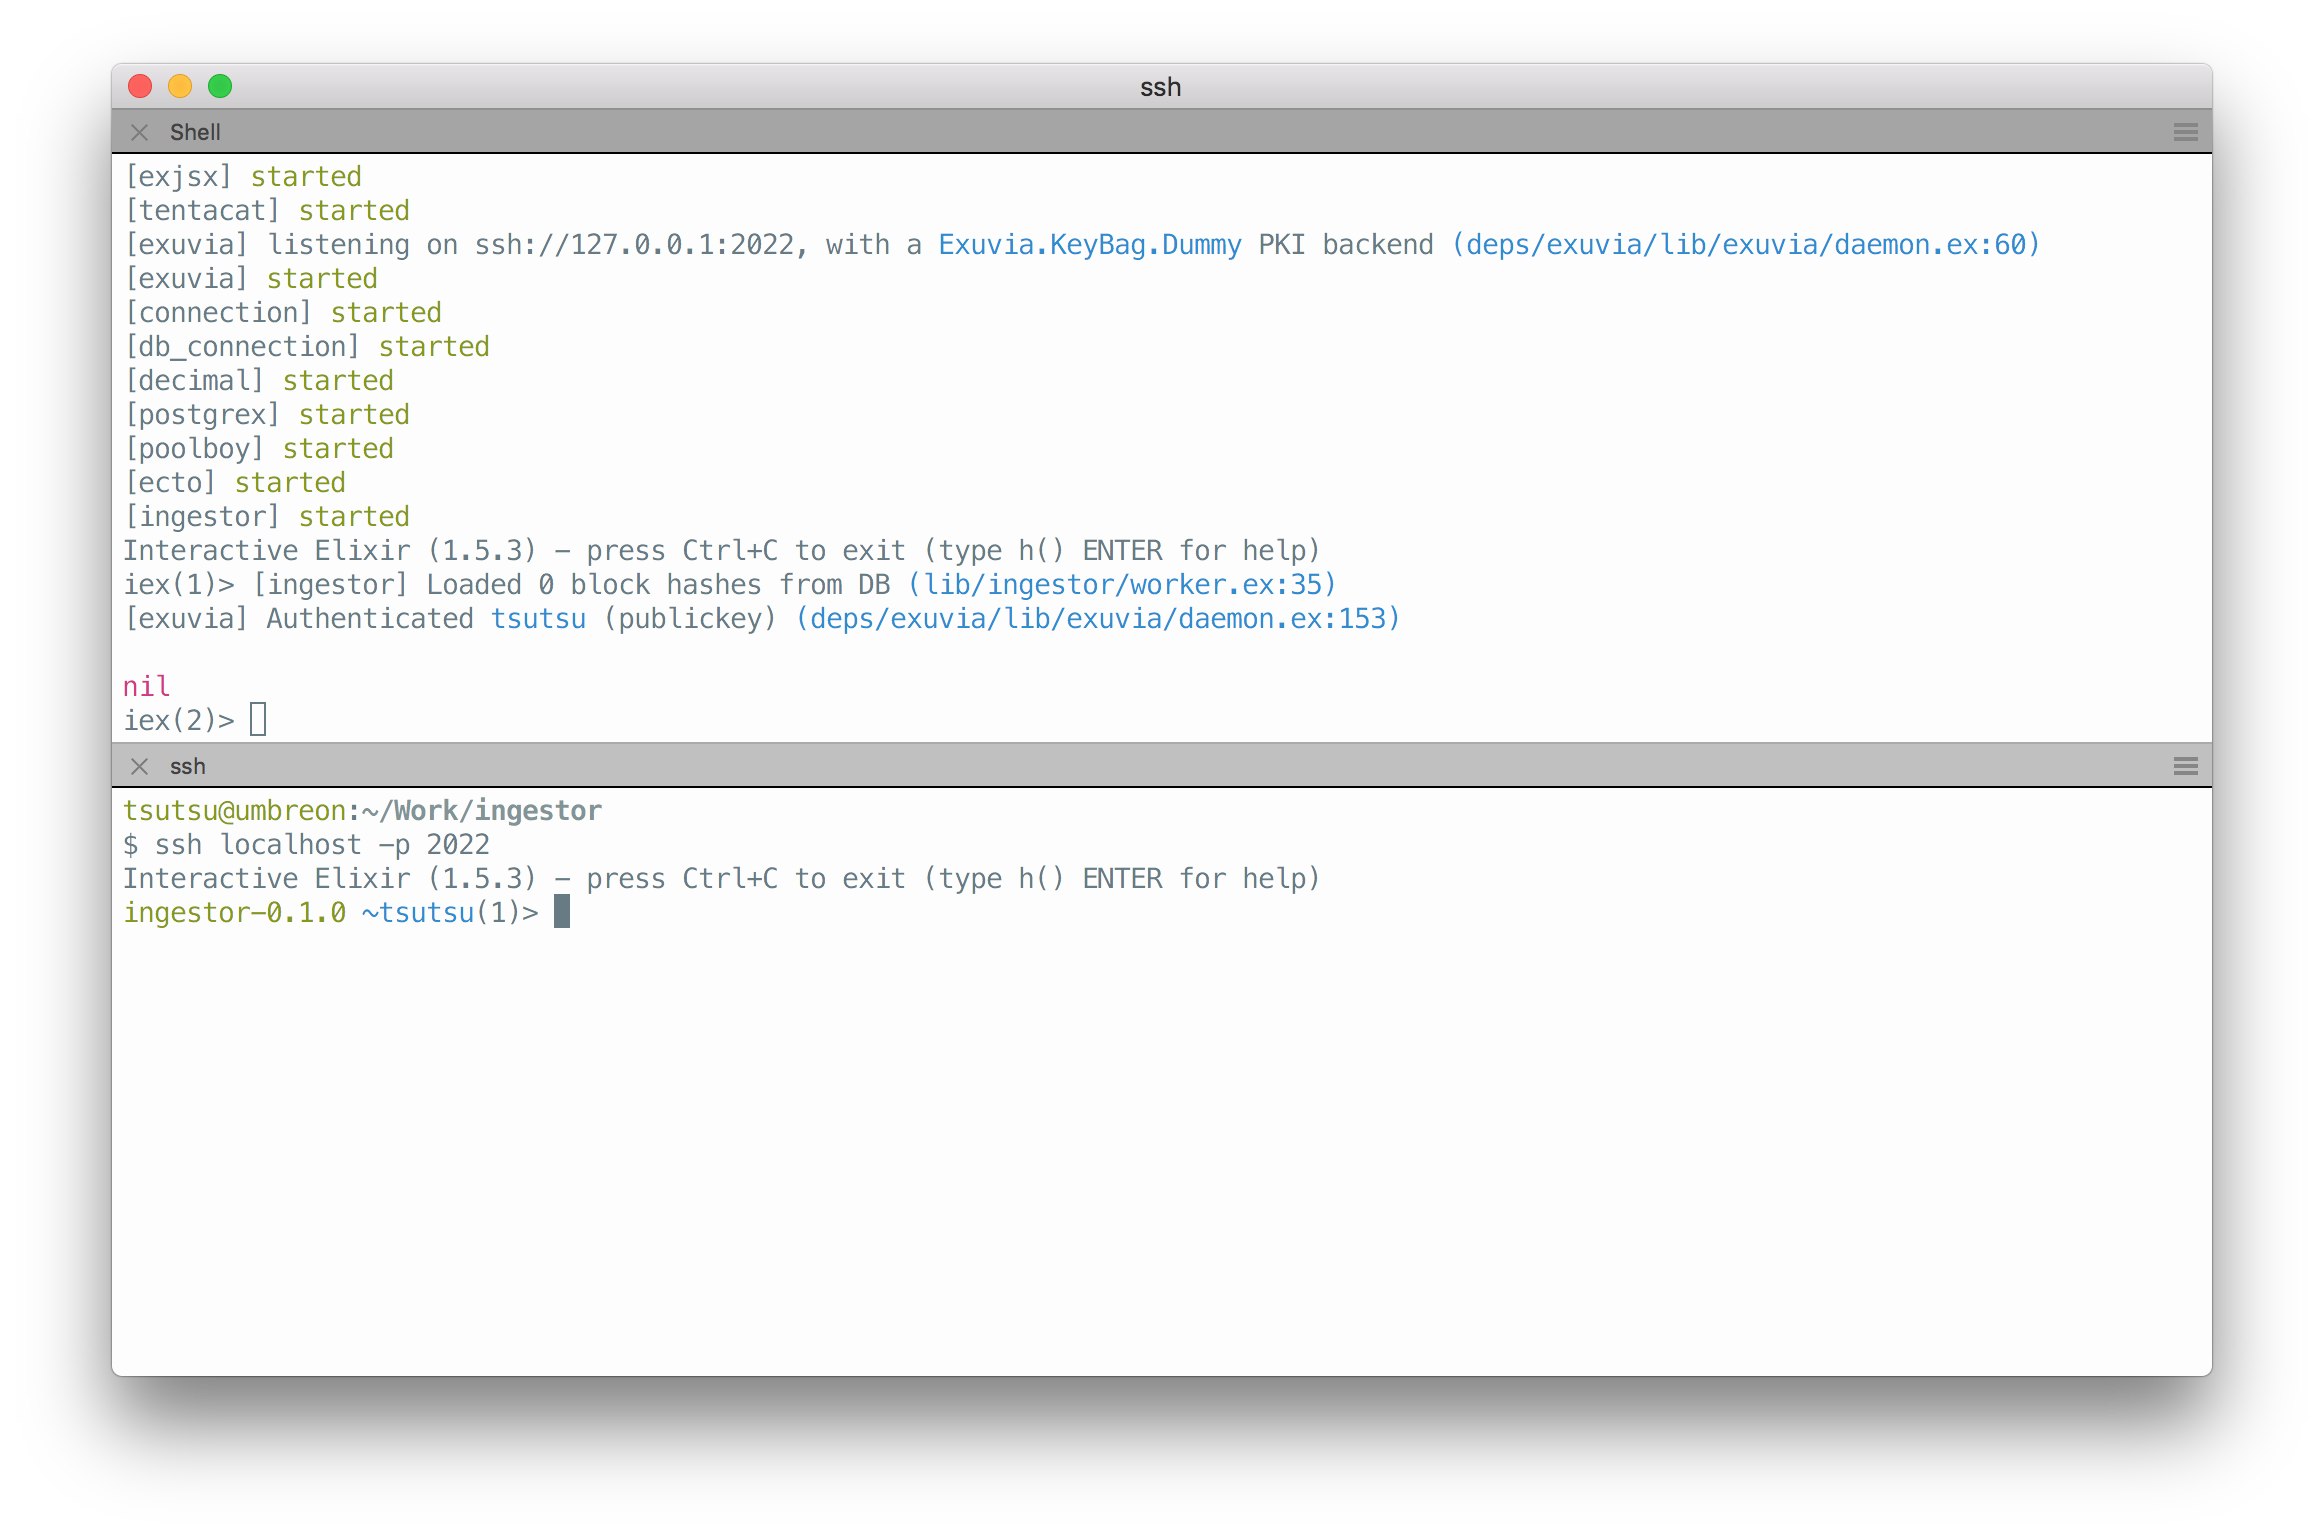 ssh
Shell
[exjsx] started
[tentacat] started
[exuvia] listening on ssh://127.0.0.1:2022, with a Exuvia.KeyBag.Dummy PKI backend (deps/exuvia/lib/exuvia/daemon.ex:60)
[exuvia] started
[connection] started
[db_connection] started
[decimal] started
[postgrex] started
[poolboy] started
[ecto] started
[ingestor] started
Interactive Elixir (1.5.3) - press Ctrl+C to exit (type h() ENTER for help)
iex(1)> [ingestor] Loaded 0 block hashes from DB (lib/ingestor/worker.ex:35)
[exuvia] Authenticated tsutsu (publickey) (deps/exuvia/lib/exuvia/daemon.ex:153)
nil
iex(2)>
ssh
tsutsu@umbreon:~/Work/ingestor
$ ssh localhost -p 2022
Interactive Elixir (1.5.3) - press Ctrl+C to exit (type h() ENTER for help)
ingestor-0.1.0 ~tsutsu(1)>